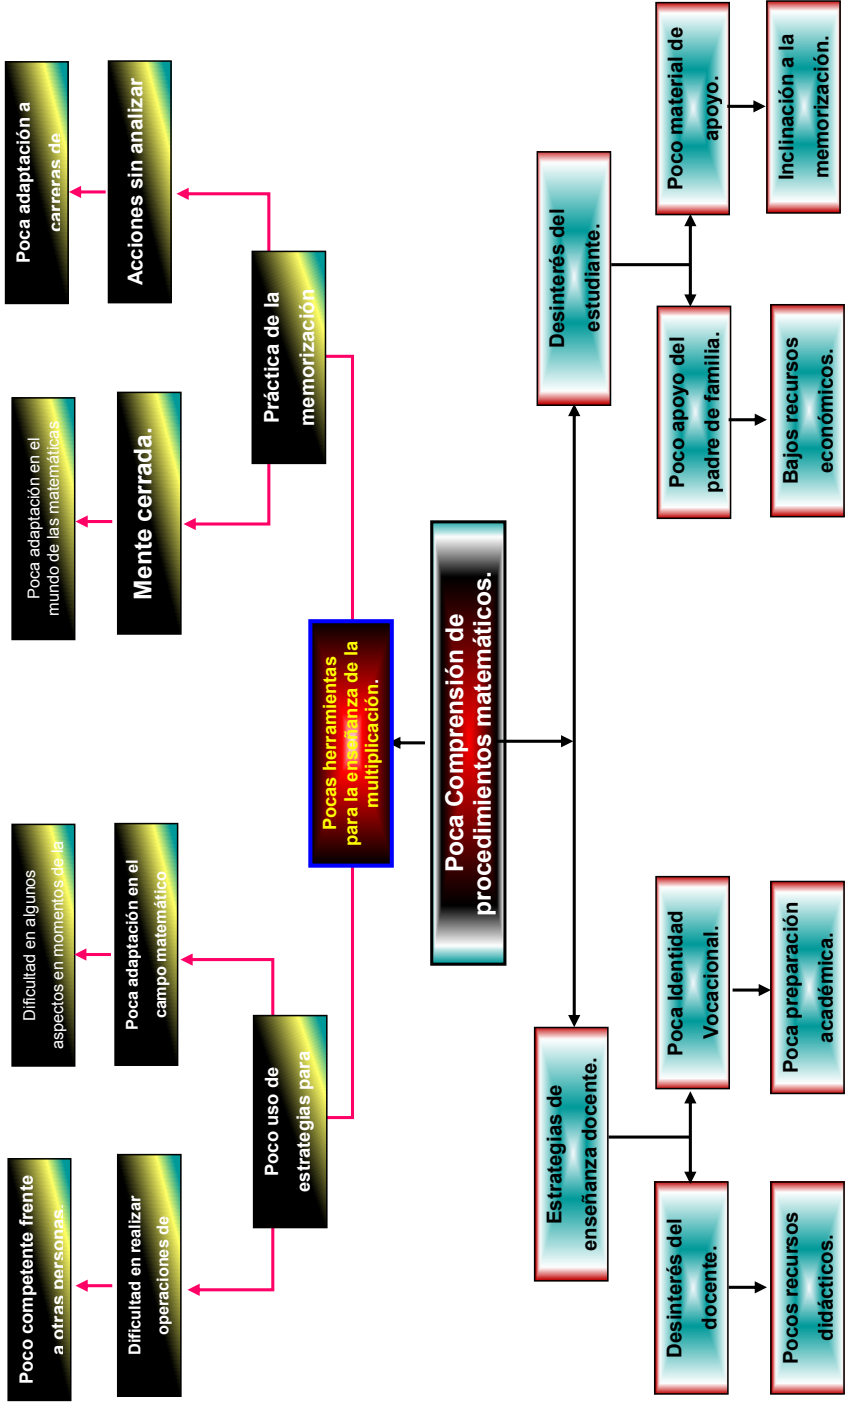 Poco competente frente
a otras personas.
Dificultad en algunos
aspectos en momentos de la
Poca adaptación en el
mundo de las matemáticas
Poca adaptación a
carreras de
Dificultad en realizar
operaciones de
Poca adaptación en el
campo matemático
Mente cerrada.
Acciones sin analizar
Poco uso de
estrategias para
Práctica de la
memorización
Pocas herramientas
para la enseñanza de la
multiplicación.
Poca Comprensión de
procedimientos matemáticos.
Estrategias de
enseñanza docente.
Desinterés del
estudiante.
Desinterés del
docente.
Poca Identidad
Vocacional.
Poco apoyo del
padre de familia.
Poco material de
apoyo.
Pocos recursos
didácticos.
Poca preparación
académica.
Bajos recursos
económicos.
Inclinación a la
memorización.